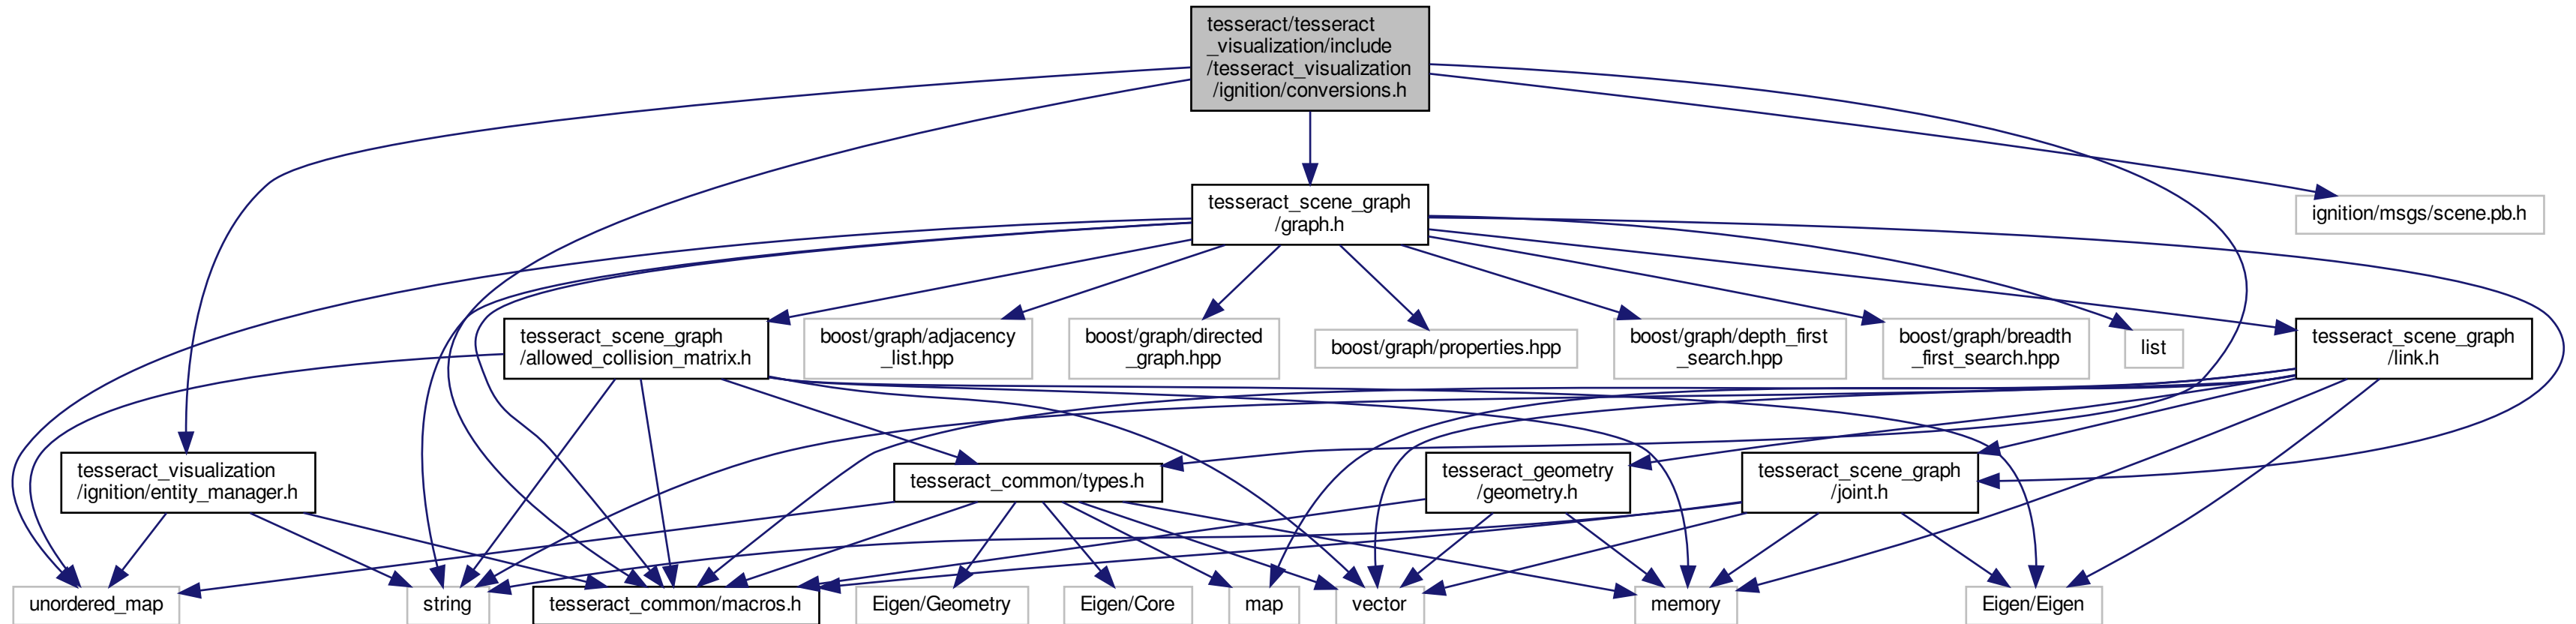 tesseract/tesseract
_visualization/include
/tesseract_visualization
/ignition/conversions.h
tesseract_scene_graph
/graph.h
ignition/msgs/scene.pb.h
tesseract_scene_graph
/allowed_collision_matrix.h
boost/graph/adjacency
_list.hpp
boost/graph/directed
_graph.hpp
boost/graph/properties.hpp
boost/graph/depth_first
_search.hpp
boost/graph/breadth
_first_search.hpp
list
tesseract_scene_graph
/link.h
tesseract_visualization
/ignition/entity_manager.h
tesseract_common/types.h
tesseract_geometry
/geometry.h
tesseract_scene_graph
/joint.h
unordered_map
string
tesseract_common/macros.h
Eigen/Geometry
Eigen/Core
map
vector
memory
Eigen/Eigen